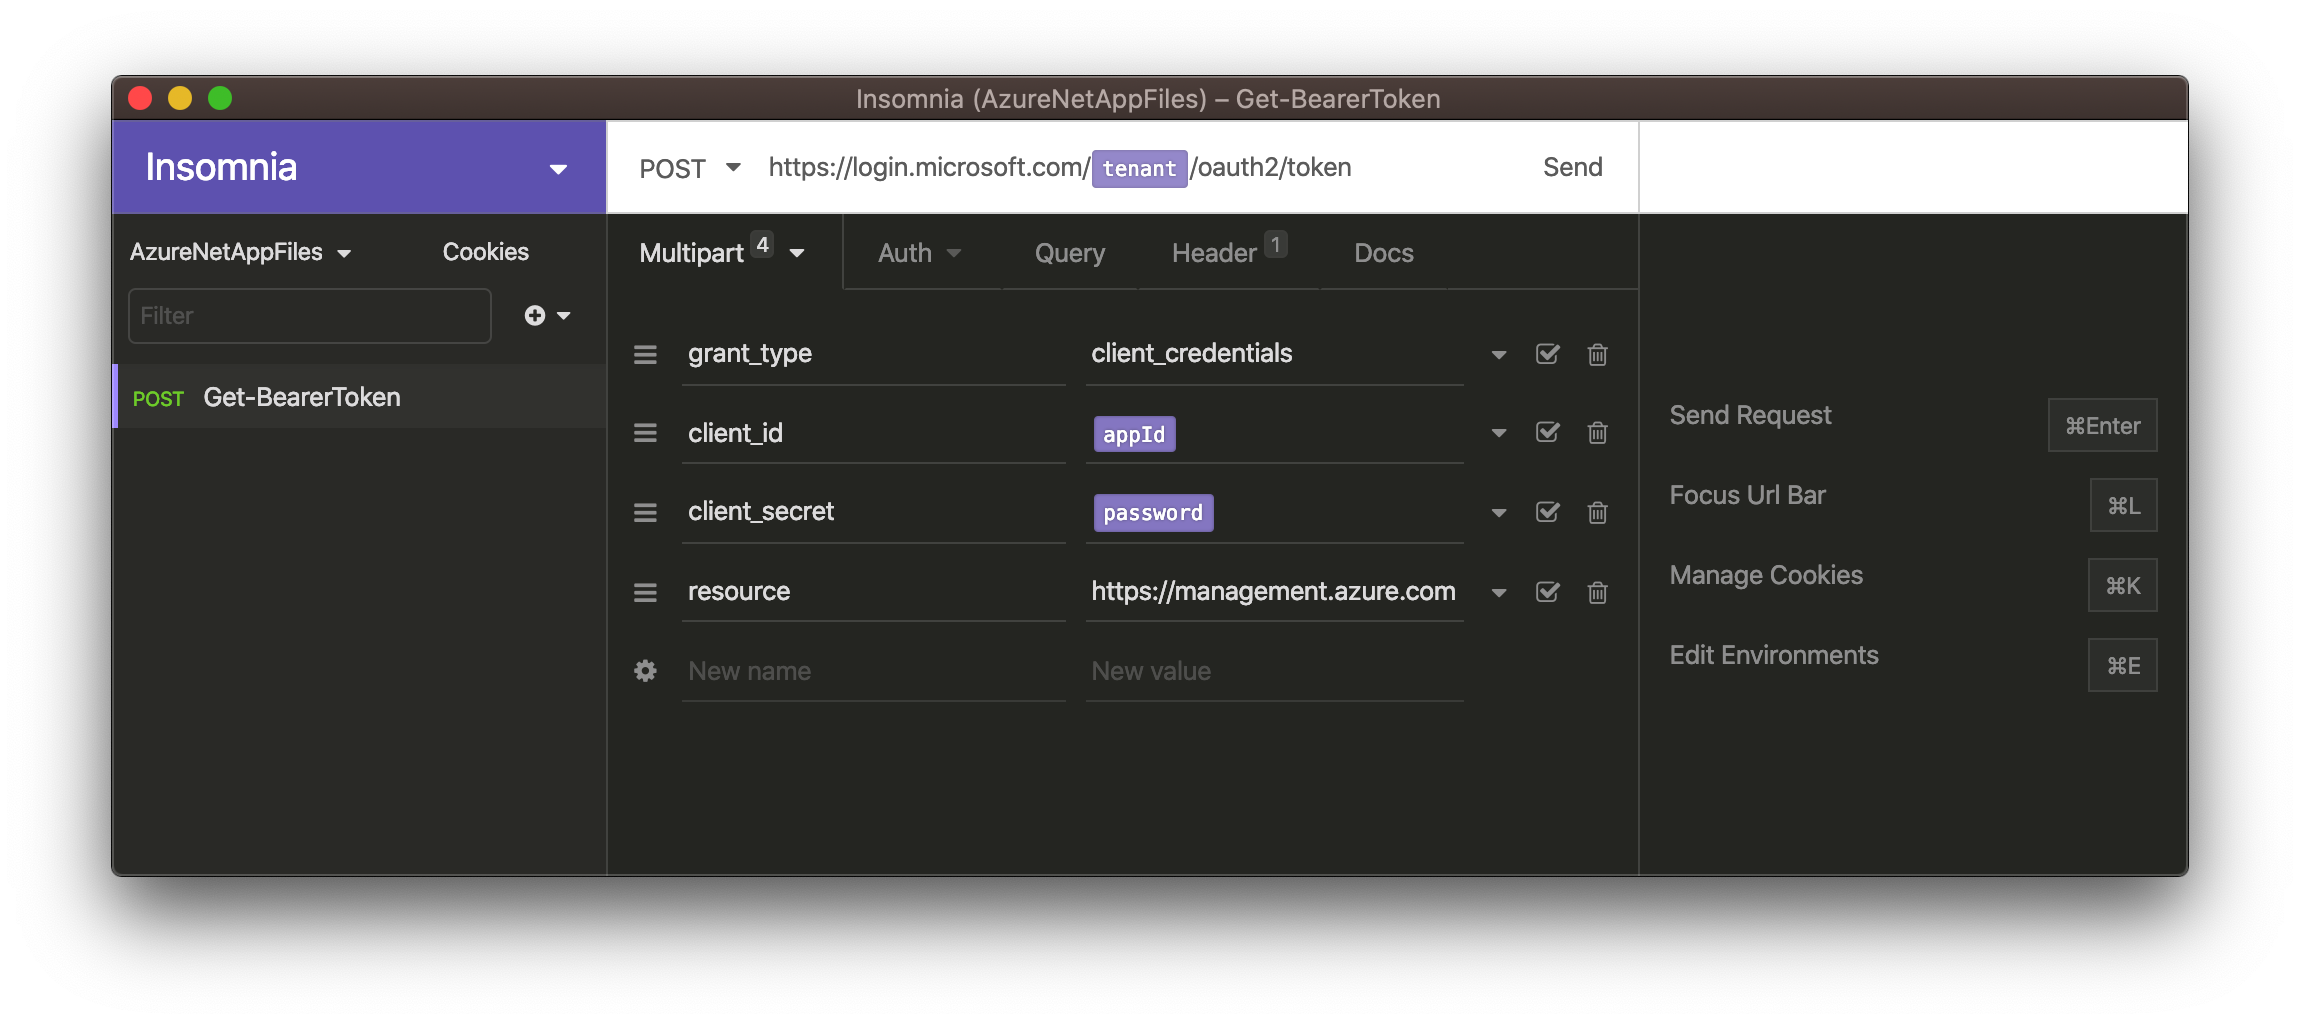 Insomnia (AzureNetAppFiles) – Get-BearerToken
Insomnia
POST https://login.microsoft.com/tenant/oauth2/token Send
AzureNetAppFiles Cookies
Filter
POST Get-BearerToken
Multipart 4 Auth Query Header 1 Docs
grant_type client_credentials
client_id appId
client_secret password
resource https://management.azure.com
New name New value
Send Request ⌘Enter
Focus Url Bar ⌘L
Manage Cookies ⌘K
Edit Environments ⌘E